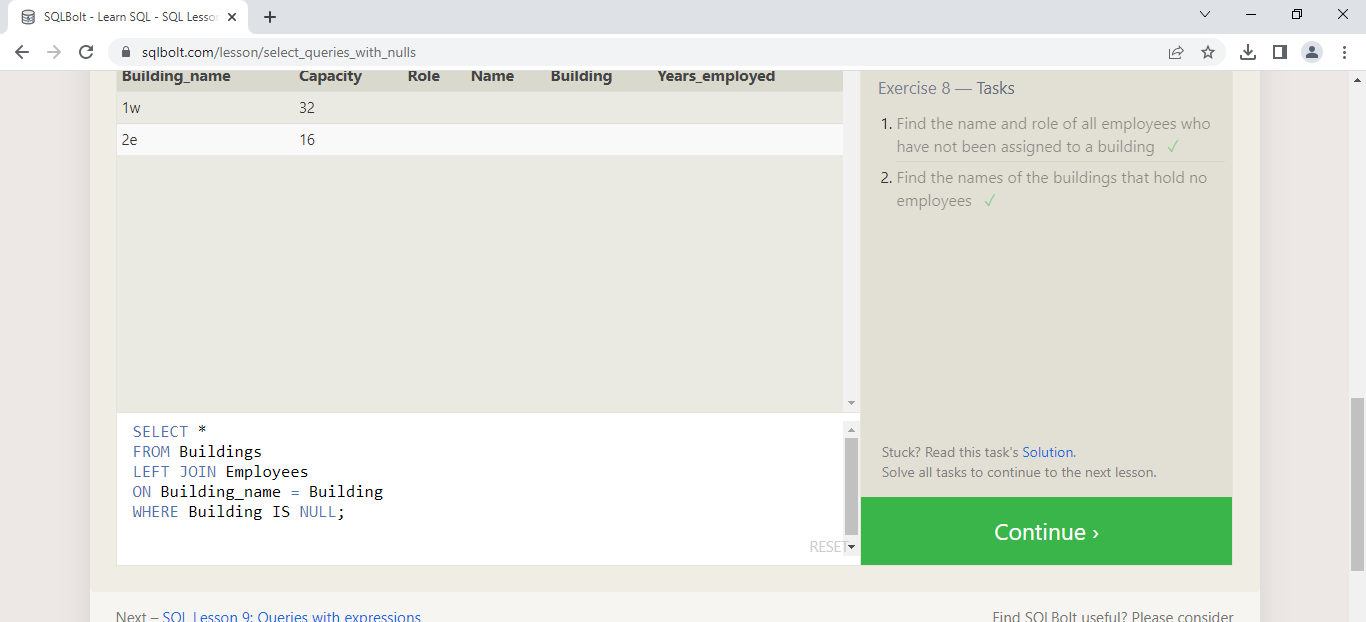 SQLBolt - Learn SQL - SQL Lesson
sqlbolt.com/lesson/select_queries_with_nulls
Building_name Capacity Role Name Building Years_employed
1w 32
2e 16
SELECT *
FROM Buildings
LEFT JOIN Employees
ON Building_name = Building
WHERE Building IS NULL;
RESET
Exercise 8 — Tasks
1. Find the name and role of all employees who
have not been assigned to a building ✓
2. Find the names of the buildings that hold no
employees ✓
Stuck? Read this task's Solution.
Solve all tasks to continue to the next lesson.
Continue ›
Next – SQL Lesson 9: Queries with expressions
Find SQLBolt useful? Please consider